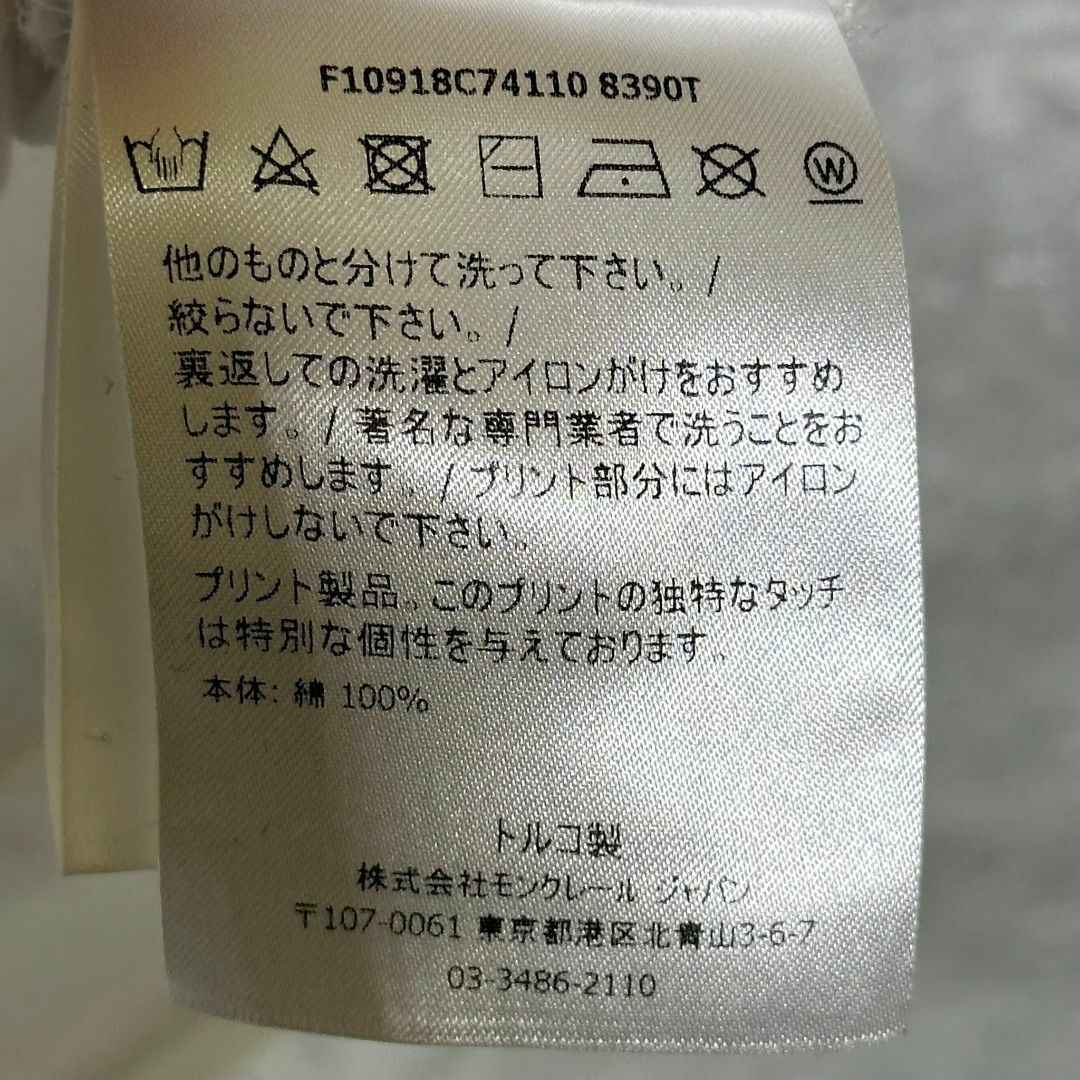 F10918C74110 8390T
W
他のものと分けて洗って下さい。/
絞らないで下さい。/
裏返しての洗濯とアイロンがけをおすすめ
します。/ 著名な専門業者で洗うことをお
すすめします。/ プリント部分にはアイロン
がけしないで下さい。
プリント製品。このプリントの独特なタッチ
は特別な個性を与えております。
本体: 綿 100%
トルコ製
株式会社モンクレール ジャパン
〒107-0061 東京都港区北青山3-6-7
03-3486-2110